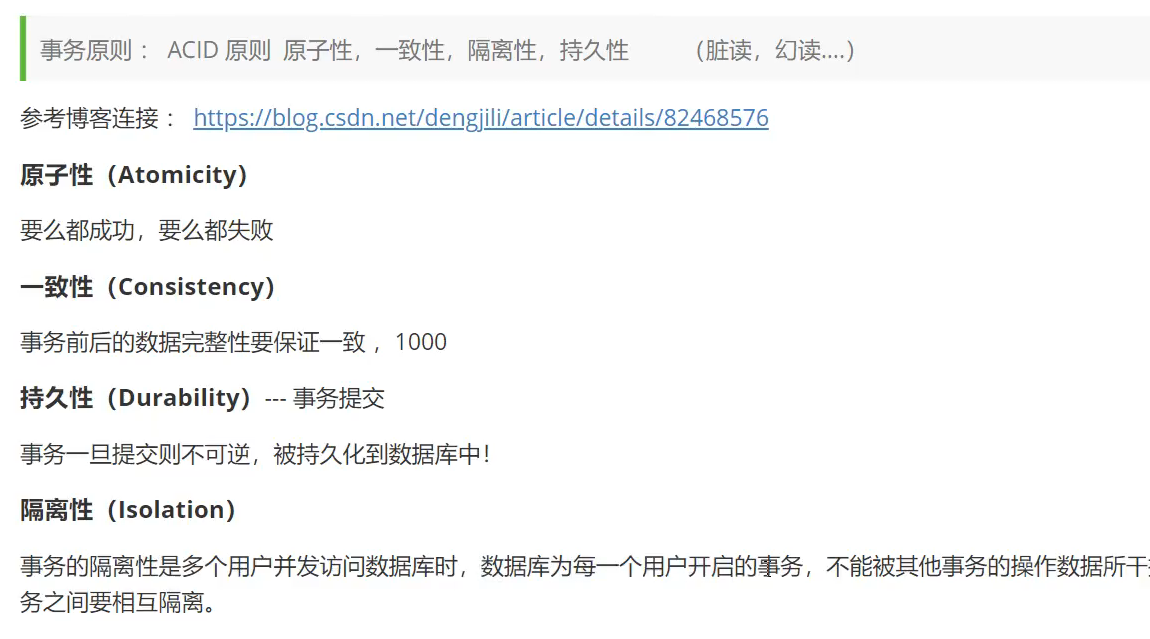 事务原则： ACID 原则 原子性，一致性，隔离性，持久性 （脏读，幻读....）
参考博客连接： https://blog.csdn.net/dengjili/article/details/82468576
原子性（Atomicity）
要么都成功，要么都失败
一致性（Consistency）
事务前后的数据完整性要保证一致 ，1000
持久性（Durability）--- 事务提交
事务一旦提交则不可逆，被持久化到数据库中！
隔离性（Isolation）
事务的隔离性是多个用户并发访问数据库时，数据库为每一个用户开启的事务，不能被其他事务的操作数据所干
务之间要相互隔离。